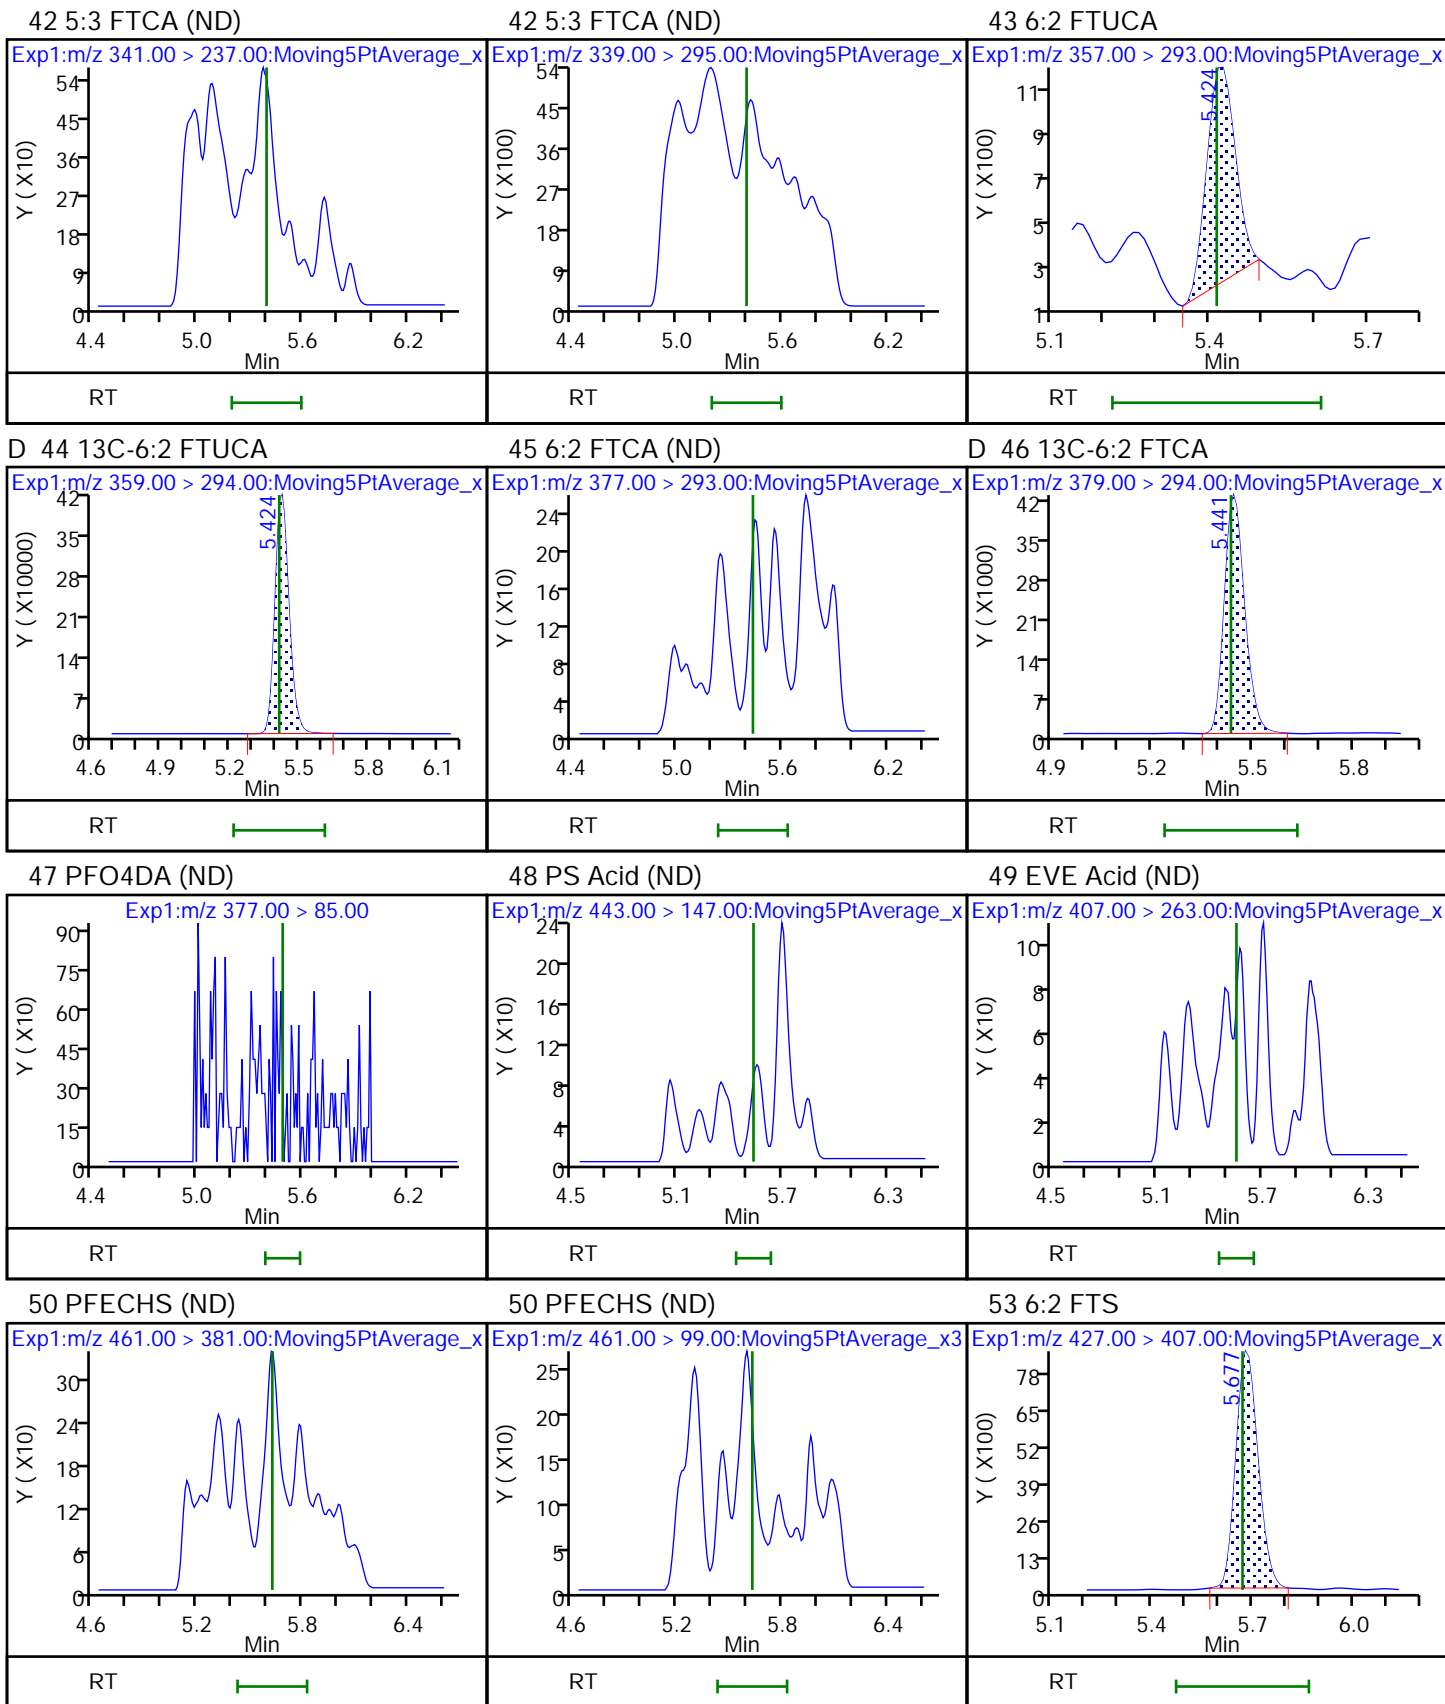 42 5:3 FTCA (ND)
Exp1:m/z 341.00 > 237.00:Moving5PtAverage_x
Y ( X10)
54
45
36
27
18
9
0
4.4 5.0 5.6 6.2
Min
RT
42 5:3 FTCA (ND)
Exp1:m/z 339.00 > 295.00:Moving5PtAverage_x
Y ( X100)
54
45
36
27
18
9
0
4.4 5.0 5.6 6.2
Min
RT
43 6:2 FTUCA
Exp1:m/z 357.00 > 293.00:Moving5PtAverage_x
Y ( X100)
5.424
11
9
7
5
3
1
5.1 5.4 5.7
Min
RT
D 44 13C-6:2 FTUCA
Exp1:m/z 359.00 > 294.00:Moving5PtAverage_x
Y ( X10000)
5.424
42
35
28
21
14
7
0
4.6 4.9 5.2 5.5 5.8 6.1
Min
RT
45 6:2 FTCA (ND)
Exp1:m/z 377.00 > 293.00:Moving5PtAverage_x
Y ( X10)
24
20
16
12
8
4
0
4.4 5.0 5.6 6.2
Min
RT
D 46 13C-6:2 FTCA
Exp1:m/z 379.00 > 294.00:Moving5PtAverage_x
Y ( X1000)
5.441
42
35
28
21
14
7
0
4.9 5.2 5.5 5.8
Min
RT
47 PFO4DA (ND)
Exp1:m/z 377.00 > 85.00
Y ( X10)
90
75
60
45
30
15
0
4.4 5.0 5.6 6.2
Min
RT
48 PS Acid (ND)
Exp1:m/z 443.00 > 147.00:Moving5PtAverage_x
Y ( X10)
24
20
16
12
8
4
0
4.5 5.1 5.7 6.3
Min
RT
49 EVE Acid (ND)
Exp1:m/z 407.00 > 263.00:Moving5PtAverage_x
Y ( X10)
10
8
6
4
2
0
4.5 5.1 5.7 6.3
Min
RT
50 PFECHS (ND)
Exp1:m/z 461.00 > 381.00:Moving5PtAverage_x
Y ( X10)
30
24
18
12
6
0
4.6 5.2 5.8 6.4
Min
RT
50 PFECHS (ND)
Exp1:m/z 461.00 > 99.00:Moving5PtAverage_x3
Y ( X10)
25
20
15
10
5
0
4.6 5.2 5.8 6.4
Min
RT
53 6:2 FTS
Exp1:m/z 427.00 > 407.00:Moving5PtAverage_x
Y ( X100)
5.677
78
65
52
39
26
13
0
5.1 5.4 5.7 6.0
Min
RT